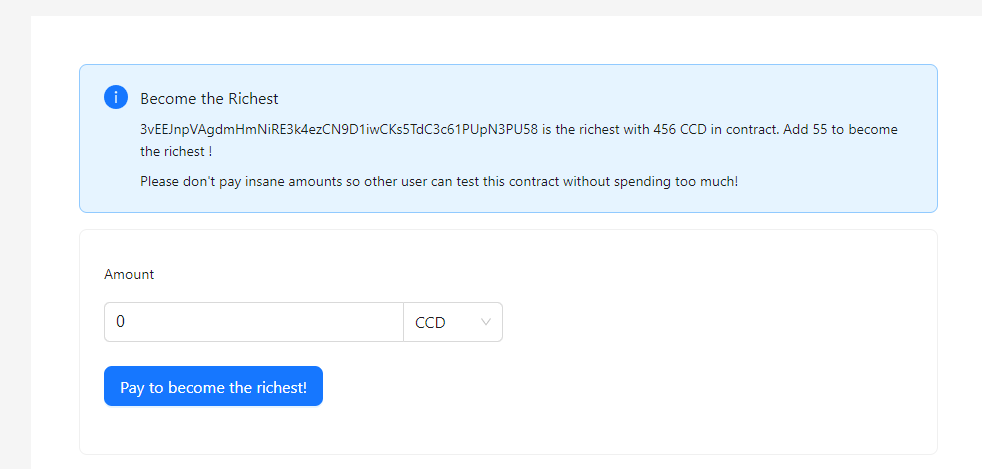 Become the Richest
3vEEJnpVAgdmHmNiRE3k4ezCN9D1iwCKs5TdC3c61PUpN3PU58 is the richest with 456 CCD in contract. Add 55 to become
the richest !
Please don't pay insane amounts so other user can test this contract without spending too much!
Amount
0
CCD
Pay to become the richest!